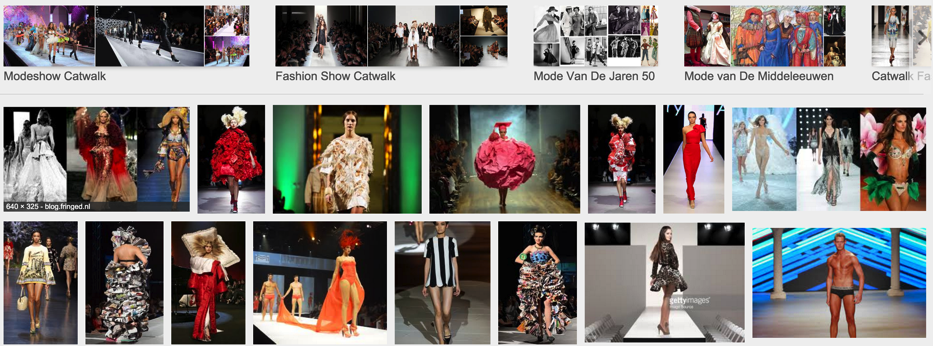 Modeshow Catwalk
Fashion Show Catwalk
Mode Van De Jaren 50
Mode van De Middeleeuwen
Catwalk Fa
640 × 325 - blog.fringed.nl
gettyimages